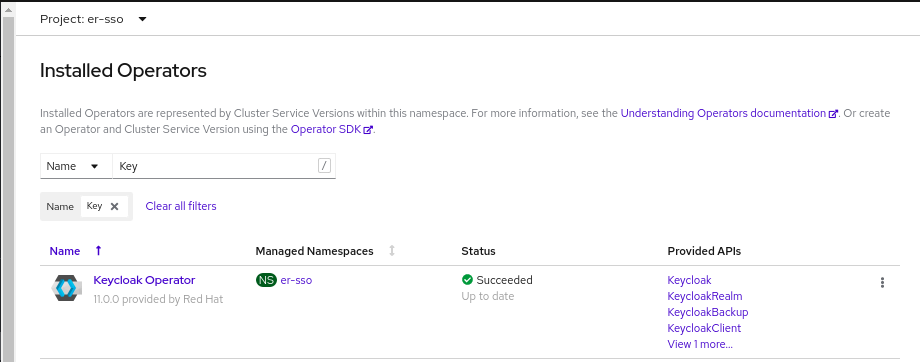 Project: er-sso
Installed Operators
Installed Operators are represented by Cluster Service Versions within this namespace. For more information, see the Understanding Operators documentation. Or create
an Operator and Cluster Service Version using the Operator SDK.
Name Key /
Name Key Clear all filters
Name Managed Namespaces Status Provided APIs
Keycloak Operator NS er-sso Succeeded Keycloak
11.0.0 provided by Red Hat Up to date KeycloakRealm
KeycloakBackup
KeycloakClient
View 1 more...